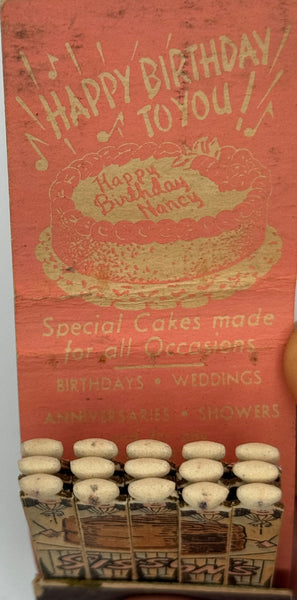 HAPPY BIRTHDAY
TO YOU!
Happy
Birthday
Nancy
Special Cakes made
for all Occasions
BIRTHDAYS • WEDDINGS
ANNIVERSARIES • SHOWERS